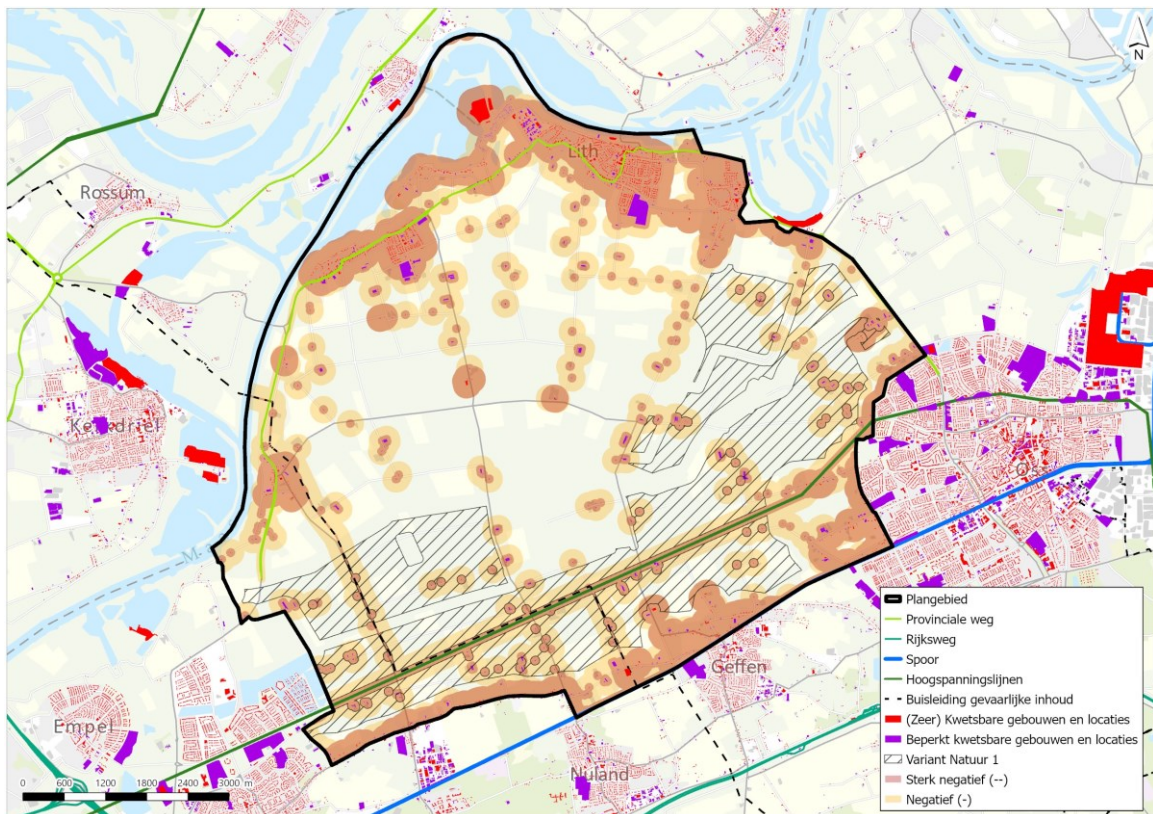 N
Rossum
Lith
Kerkdriel
M
Oss
Geffen
Empel
Nuland
0 600 1200 1800 2400 3000 m
Plangebied
Provinciale weg
Rijksweg
Spoor
Hoogspanningslijnen
Buisleiding gevaarlijke inhoud
(Zeer) Kwetsbare gebouwen en locaties
Beperkt kwetsbare gebouwen en locaties
Variant Natuur 1
Sterk negatief (--)
Negatief (-)